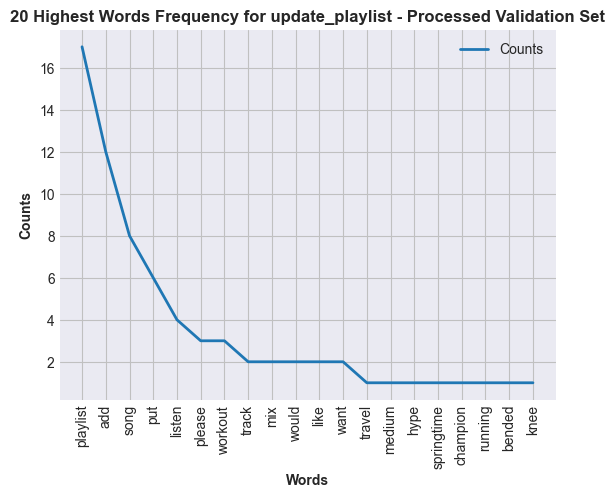 20 Highest Words Frequency for update_playlist - Processed Validation Set
Counts
16
14
12
10
8
6
4
2
Counts
playlist
add
song
put
listen
please
workout
track
mix
would
like
want
travel
medium
hype
springtime
champion
running
bended
knee
Words